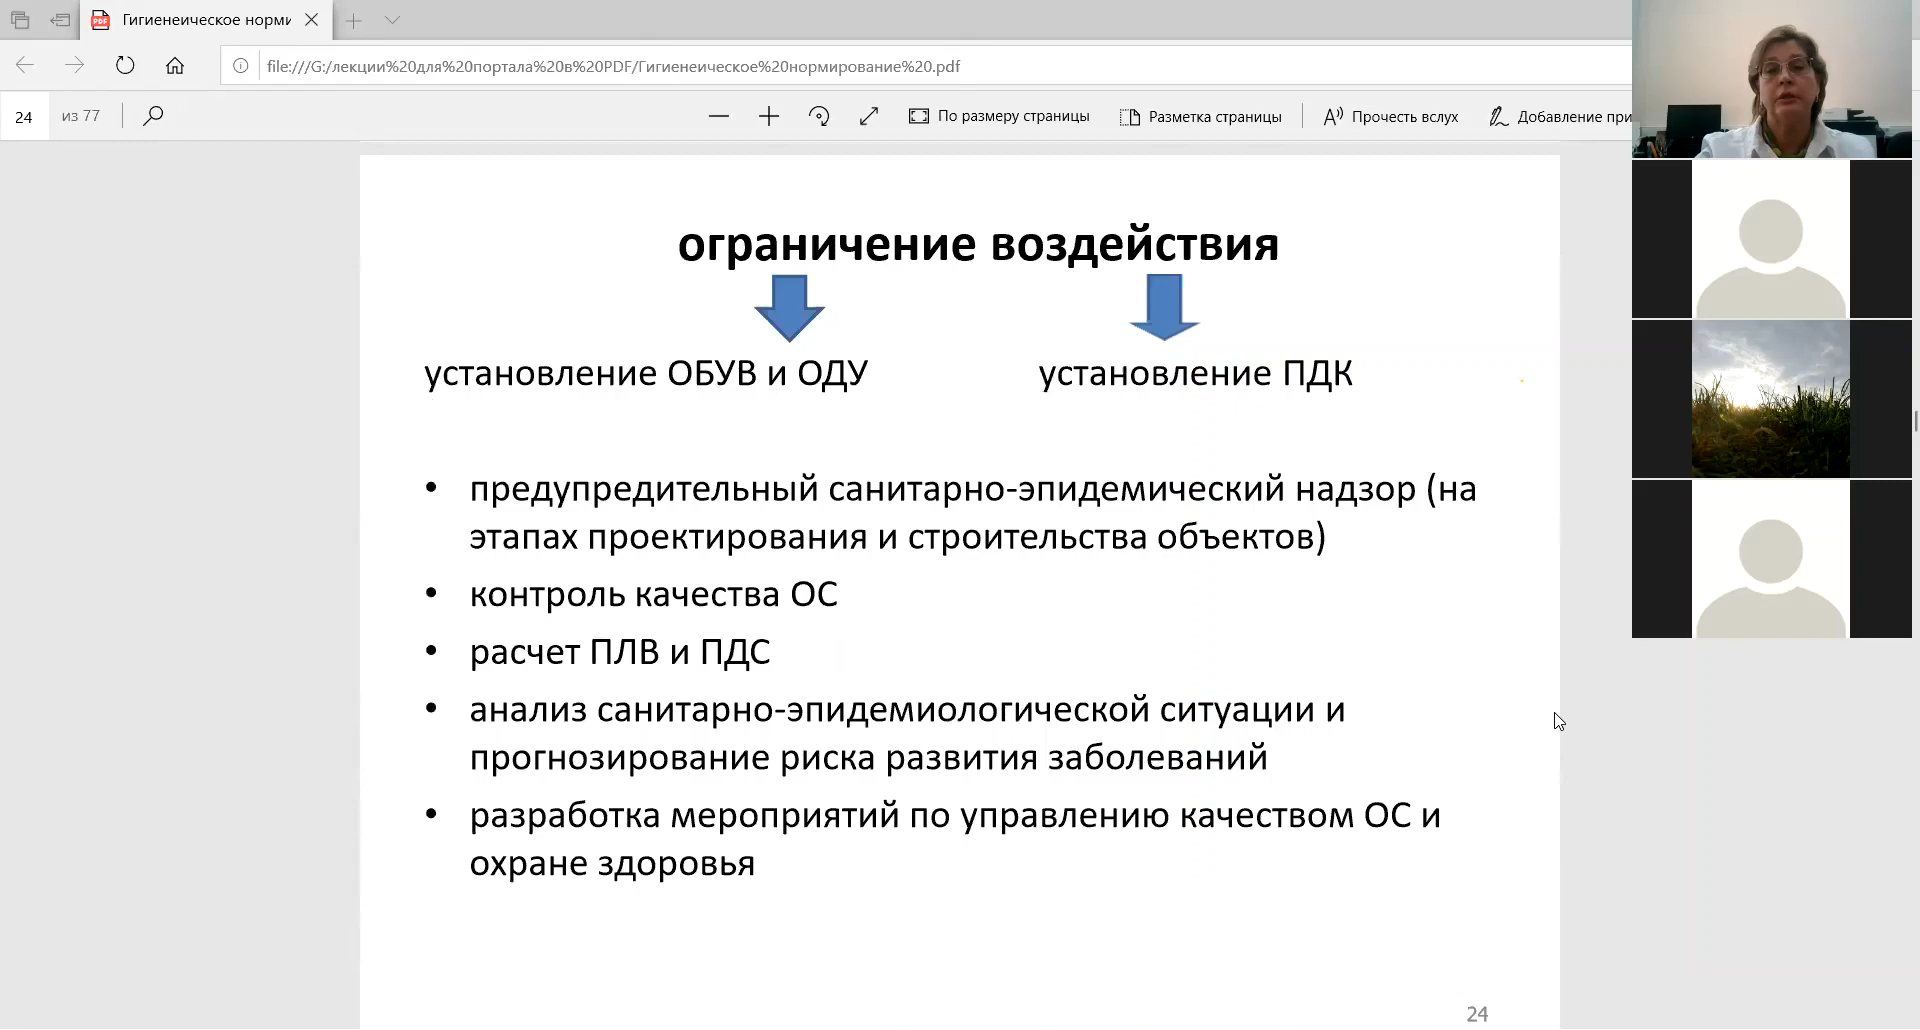 Гигиенеическое норми
file:///G:/лекции%20для%20портала%20в%20PDF/Гигиенеическое%20нормирование%20.pdf
24 из 77
По размеру страницы
Разметка страницы
Прочесть вслух
Добавление при
ограничение воздействия
установление ОБУВ и ОДУ
установление ПДК
• предупредительный санитарно-эпидемический надзор (на
этапах проектирования и строительства объектов)
• контроль качества ОС
• расчет ПЛВ и ПДС
• анализ санитарно-эпидемиологической ситуации и
прогнозирование риска развития заболеваний
• разработка мероприятий по управлению качеством ОС и
охране здоровья
24